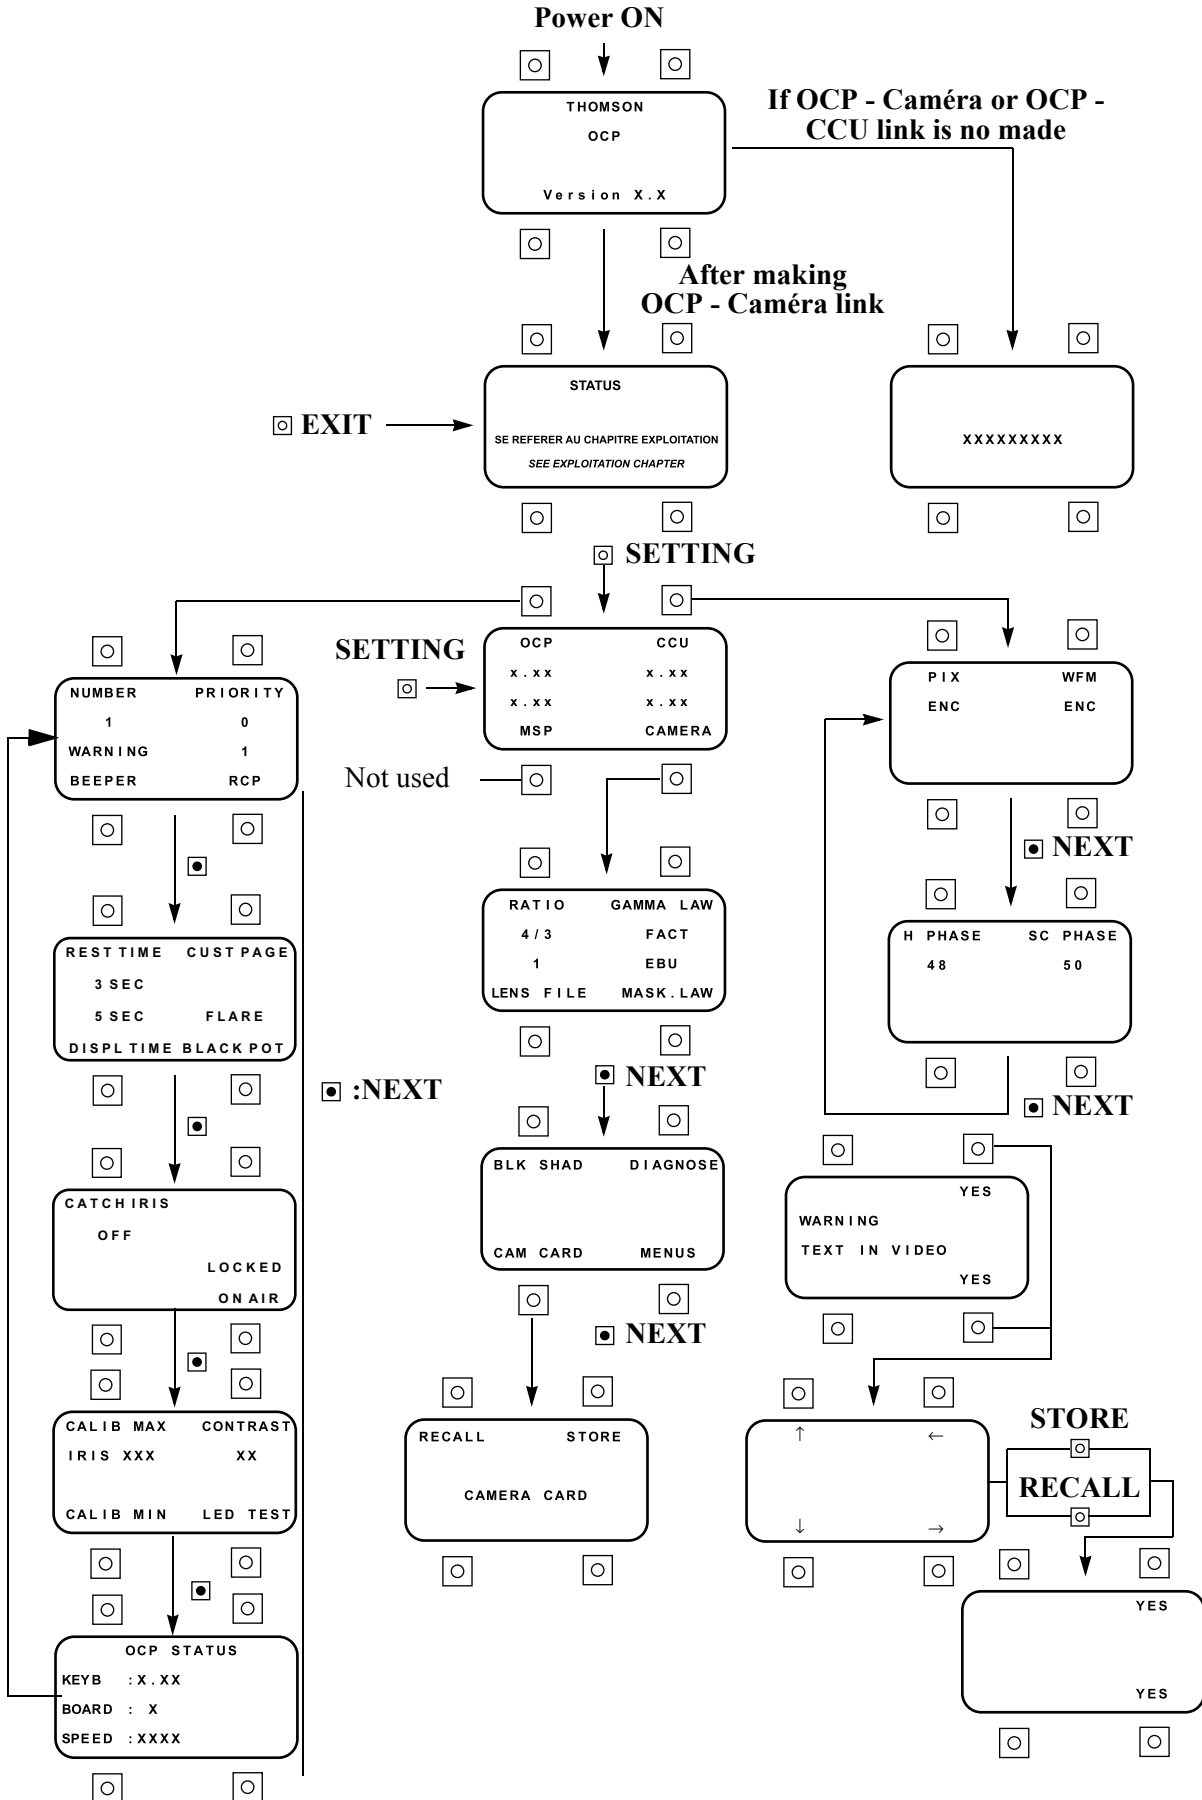 Power ON
THOMSON
OCP
Version X.X
If OCP - Caméra or OCP -
CCU link is no made
After making
OCP - Caméra link
EXIT
STATUS
SE REFERER AU CHAPITRE EXPLOITATION
SEE EXPLOITATION CHAPTER
XXXXXXXXX
SETTING
SETTING
OCP CCU
x.xx x.xx
x.xx x.xx
MSP CAMERA
Not used
NUMBER PRIORITY
1 0
WARNING 1
BEEPER RCP
REST TIME CUST PAGE
3 SEC
5 SEC FLARE
DISPL TIME BLACK POT
CATCH IRIS
OFF
LOCKED
ON AIR
CALIB MAX CONTRAST
IRIS XXX XX
CALIB MIN LED TEST
OCP STATUS
KEYB :X.XX
BOARD : X
SPEED :XXXX
:NEXT
RATIO GAMMA LAW
4/3 FACT
1 EBU
LENS FILE MASK.LAW
NEXT
BLK SHAD DIAGNOSE
CAM CARD MENUS
NEXT
RECALL STORE
CAMERA CARD
PIX WFM
ENC ENC
NEXT
H PHASE SC PHASE
48 50
NEXT
YES
WARNING
TEXT IN VIDEO
YES
↑ ←
↓ →
STORE
RECALL
YES
YES